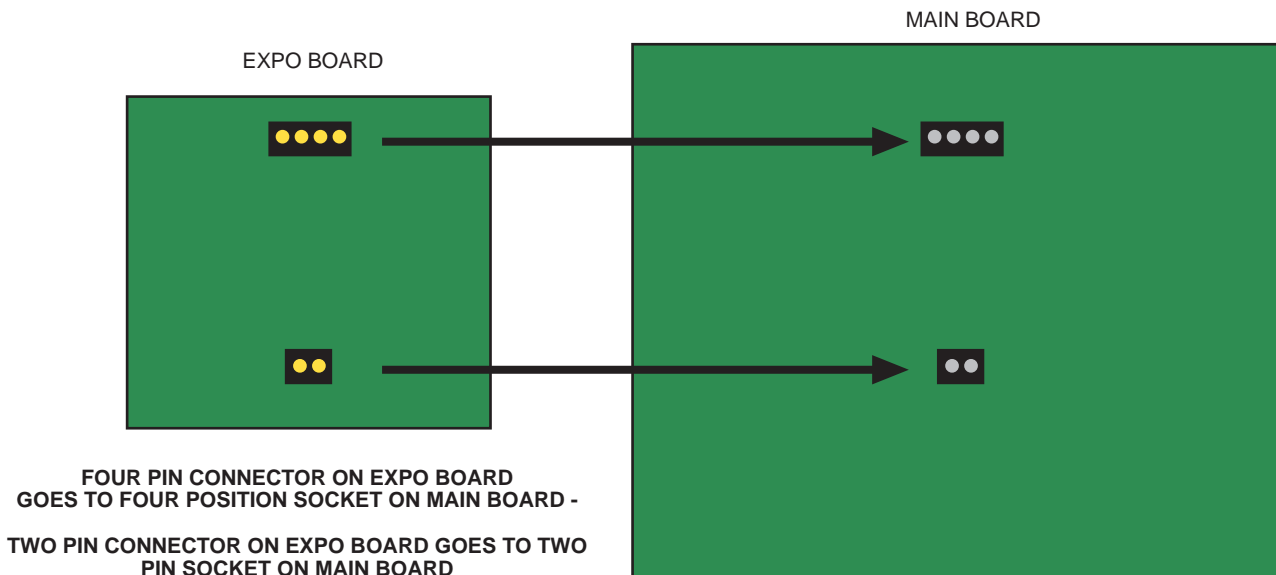 MAIN BOARD
EXPO BOARD
FOUR PIN CONNECTOR ON EXPO BOARD
GOES TO FOUR POSITION SOCKET ON MAIN BOARD -
TWO PIN CONNECTOR ON EXPO BOARD GOES TO TWO
PIN SOCKET ON MAIN BOARD